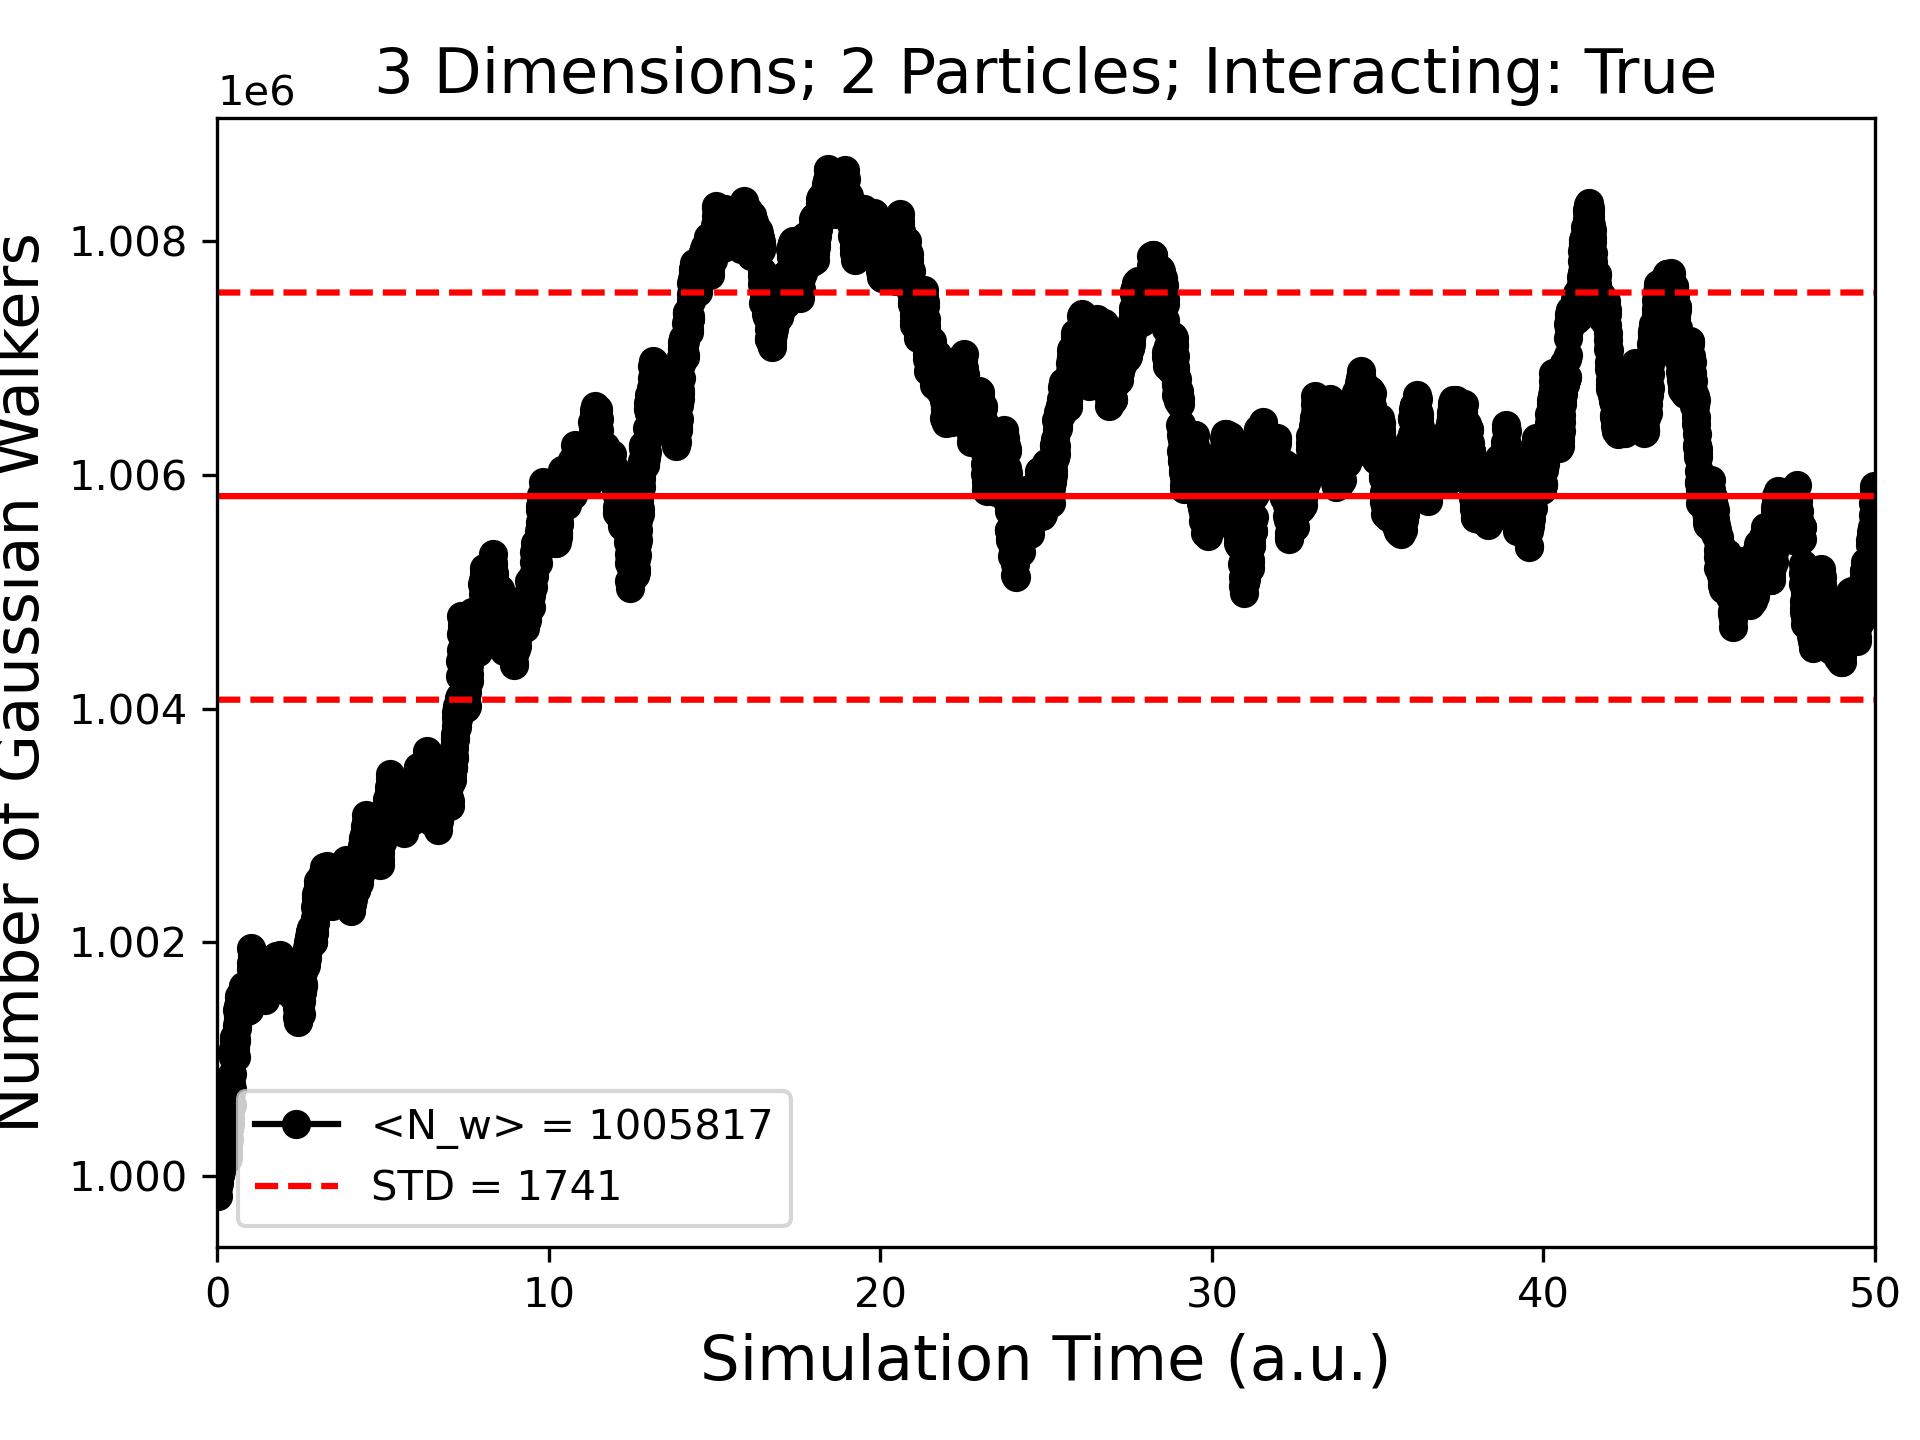 3 Dimensions; 2 Particles; Interacting: True
1e6
Number of Gaussian Walkers
1.008
1.006
1.004
1.002
1.000
<N_w> = 1005817
STD = 1741
0 10 20 30 40 50
Simulation Time (a.u.)